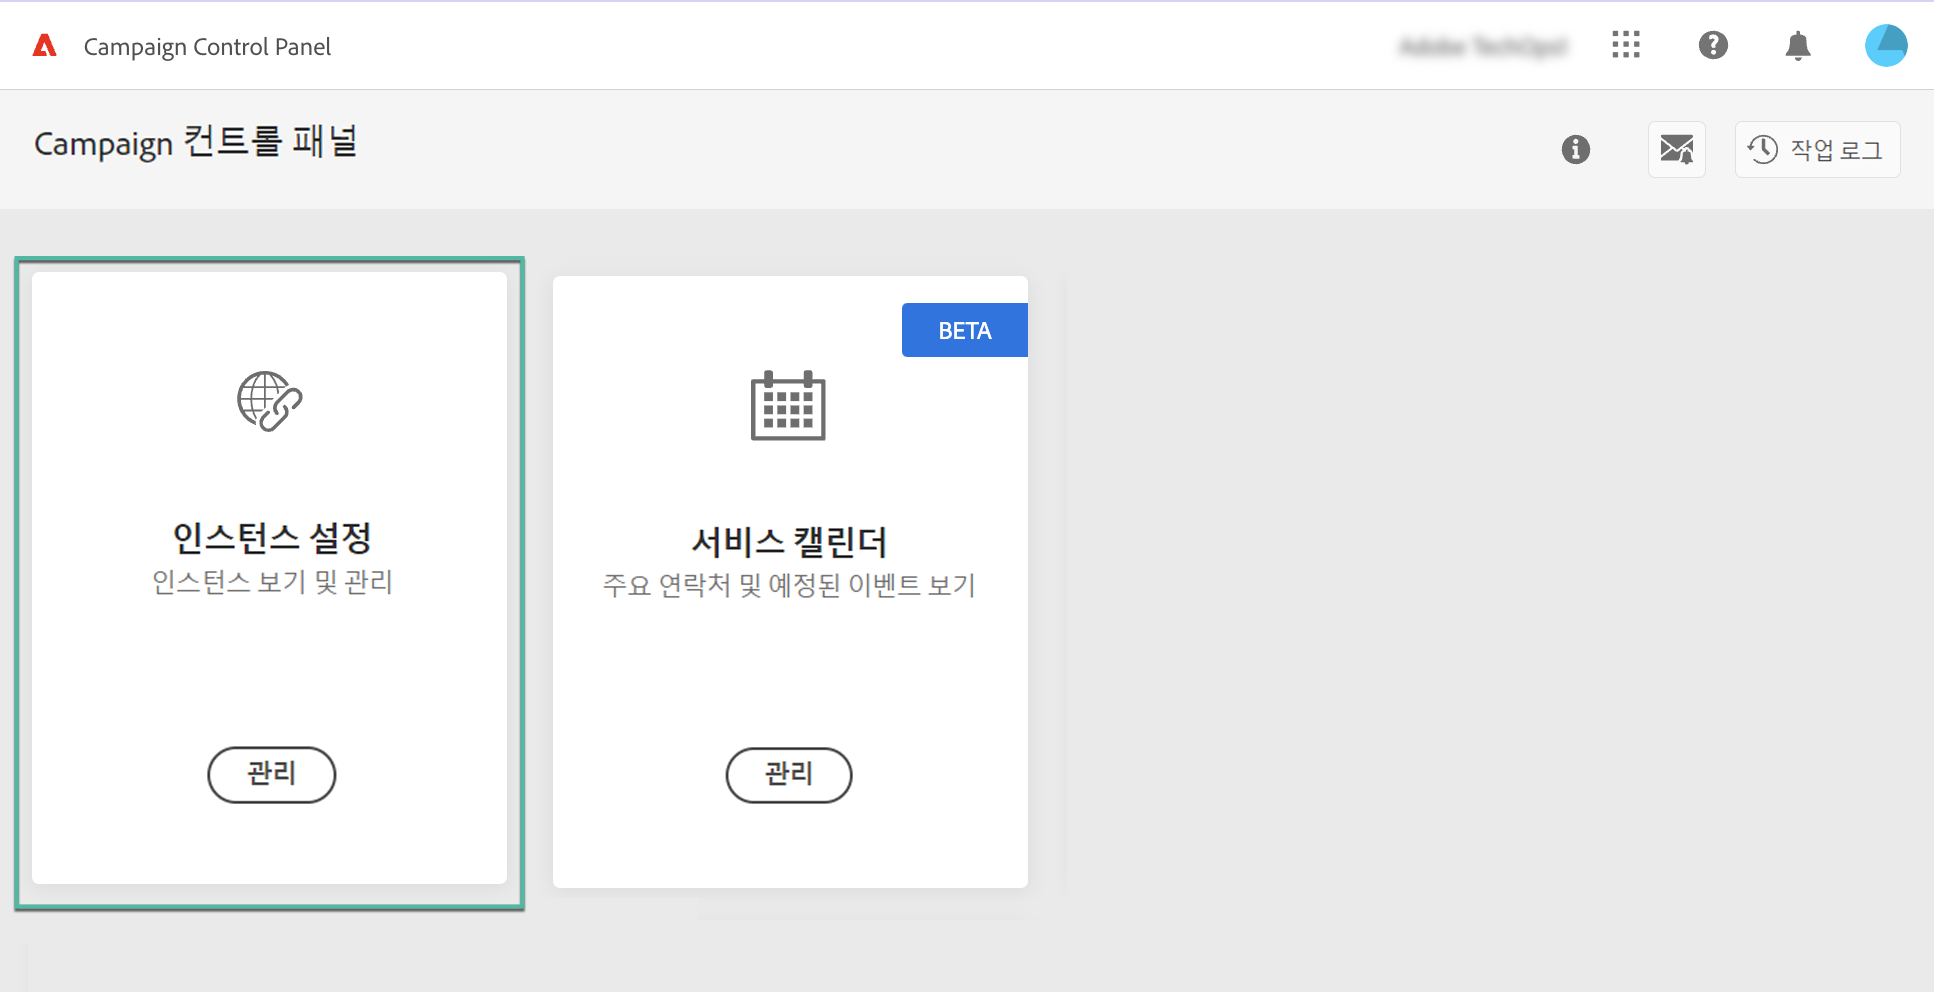 Campaign Control Panel
Campaign 컨트롤 패널
작업 로그
BETA
인스턴스 설정
인스턴스 보기 및 관리
관리
서비스 캘린더
주요 연락처 및 예정된 이벤트 보기
관리